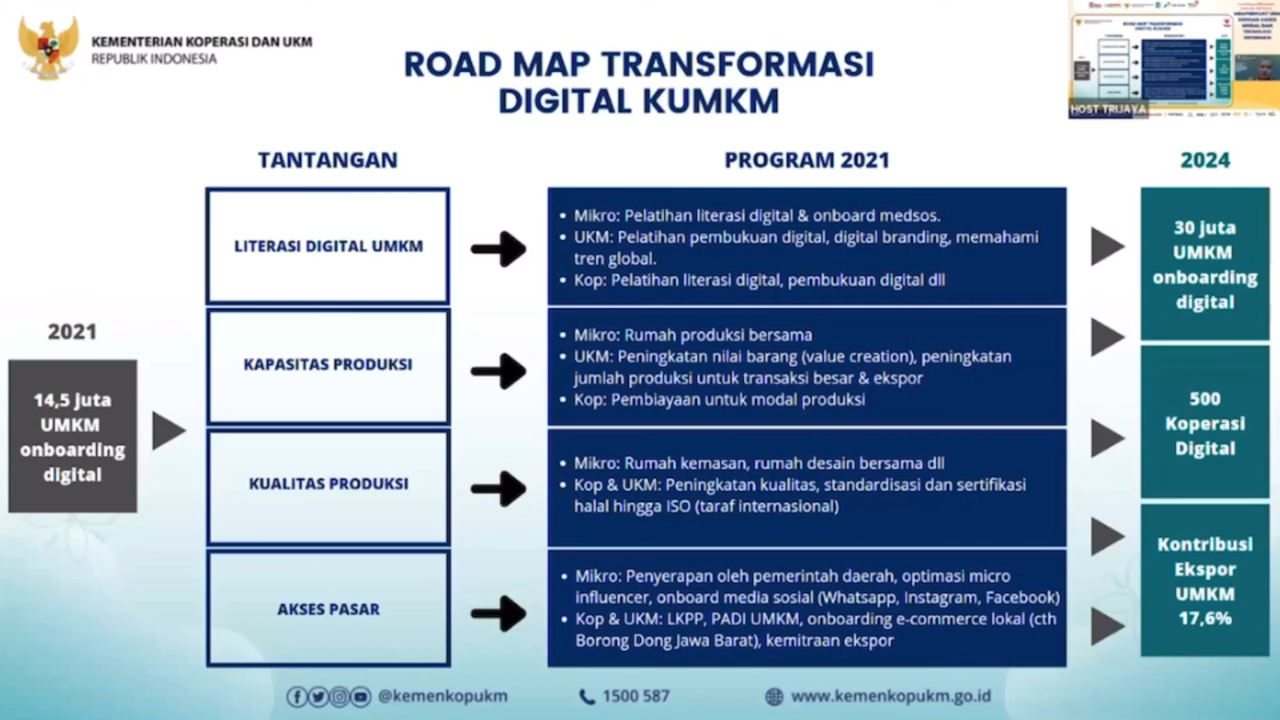 KEMENTERIAN KOPERASI DAN UKM
REPUBLIK INDONESIA
ROAD MAP TRANSFORMASI
DIGITAL KUMKM
ROAD MAP TRANSFORMASI
DIGITAL KUMKM
HOST TRIJAYA
TANTANGAN
PROGRAM 2021
2024
2021
14,5 juta
UMKM
onboarding
digital
LITERASI DIGITAL UMKM
• Mikro: Pelatihan literasi digital & onboard medsos.
• UKM: Pelatihan pembukuan digital, digital branding, memahami
tren global.
• Kop: Pelatihan literasi digital, pembukuan digital dll
KAPASITAS PRODUKSI
• Mikro: Rumah produksi bersama
• UKM: Peningkatan nilai barang (value creation), peningkatan
jumlah produksi untuk transaksi besar & ekspor
• Kop: Pembiayaan untuk modal produksi
KUALITAS PRODUKSI
• Mikro: Rumah kemasan, rumah desain bersama dll
• Kop & UKM: Peningkatan kualitas, standardisasi dan sertifikasi
halal hingga ISO (taraf internasional)
AKSES PASAR
• Mikro: Penyerapan oleh pemerintah daerah, optimasi micro
influencer, onboard media sosial (Whatsapp, Instagram, Facebook)
• Kop & UKM: LKPP, PADI UMKM, onboarding e-commerce lokal (cth
Borong Dong Jawa Barat), kemitraan ekspor
30 juta
UMKM
onboarding
digital
500
Koperasi
Digital
Kontribusi
Ekspor
UMKM
17,6%
@kemenkopukm
1500 587
www.kemenkopukm.go.id